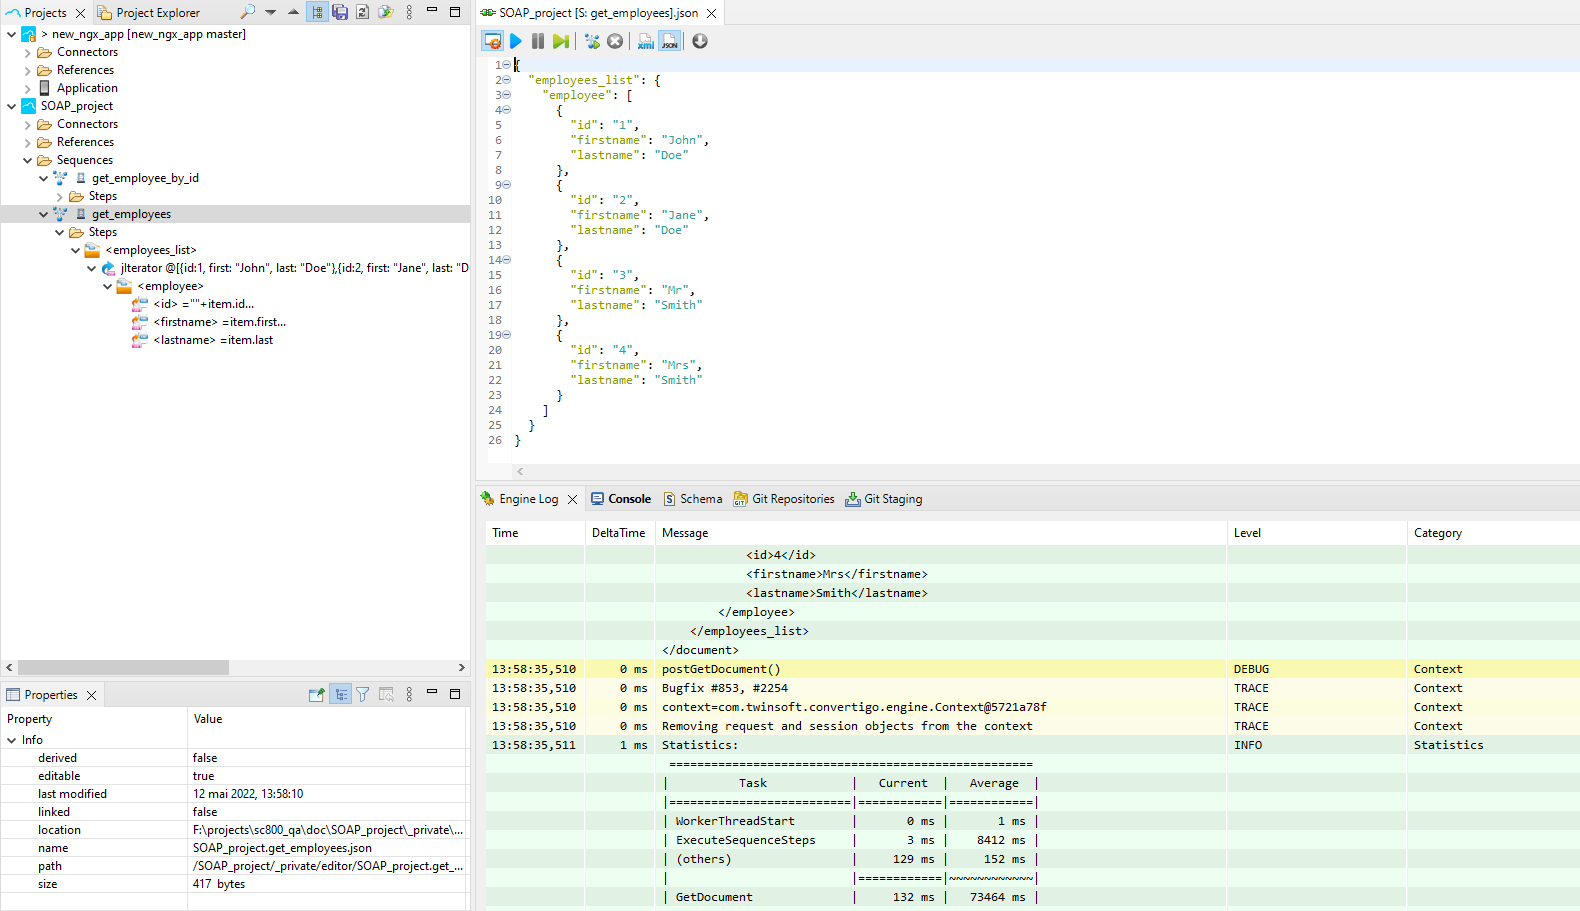 Projects
Project Explorer
> new_ngx_app [new_ngx_app master]
Connectors
References
Application
SOAP_project
Connectors
References
Sequences
get_employee_by_id
Steps
get_employees
Steps
<employees_list>
jIterator @[{id:1, first: "John", last: "Doe"},{id:2, first: "Jane", last: "D
<employee>
<id> =""+item.id...
<firstname> =item.first...
<lastname> =item.last
Properties
Property Value
Info
derived false
editable true
last modified 12 mai 2022, 13:58:10
linked false
location F:\projects\sc800_qa\doc\SOAP_project\_private\...
name SOAP_project.get_employees.json
path /SOAP_project/_private/editor/SOAP_project.get_...
size 417 bytes
SOAP_project [S: get_employees].json
xml JSON
1 {
2 "employees_list": {
3 "employee": [
4 {
5 "id": "1",
6 "firstname": "John",
7 "lastname": "Doe"
8 },
9 {
10 "id": "2",
11 "firstname": "Jane",
12 "lastname": "Doe"
13 },
14 {
15 "id": "3",
16 "firstname": "Mr",
17 "lastname": "Smith"
18 },
19 {
20 "id": "4",
21 "firstname": "Mrs",
22 "lastname": "Smith"
23 }
24 ]
25 }
26 }
Engine Log
Console
Schema
Git Repositories
Git Staging
Time DeltaTime Message Level Category
<id>4</id>
<firstname>Mrs</firstname>
<lastname>Smith</lastname>
</employee>
</employees_list>
</document>
13:58:35,510 0 ms postGetDocument() DEBUG Context
13:58:35,510 0 ms Bugfix #853, #2254 TRACE Context
13:58:35,510 0 ms context=com.twinsoft.convertigo.engine.Context@5721a78f TRACE Context
13:58:35,510 0 ms Removing request and session objects from the context TRACE Context
13:58:35,511 1 ms Statistics: INFO Statistics
====================================================
| Task | Current | Average |
|==========================|============|============|
| WorkerThreadStart | 0 ms | 1 ms |
| ExecuteSequenceSteps | 3 ms | 8412 ms |
| (others) | 129 ms | 152 ms |
| |============|~~~~~~~~~~~~|
| GetDocument | 132 ms | 73464 ms |